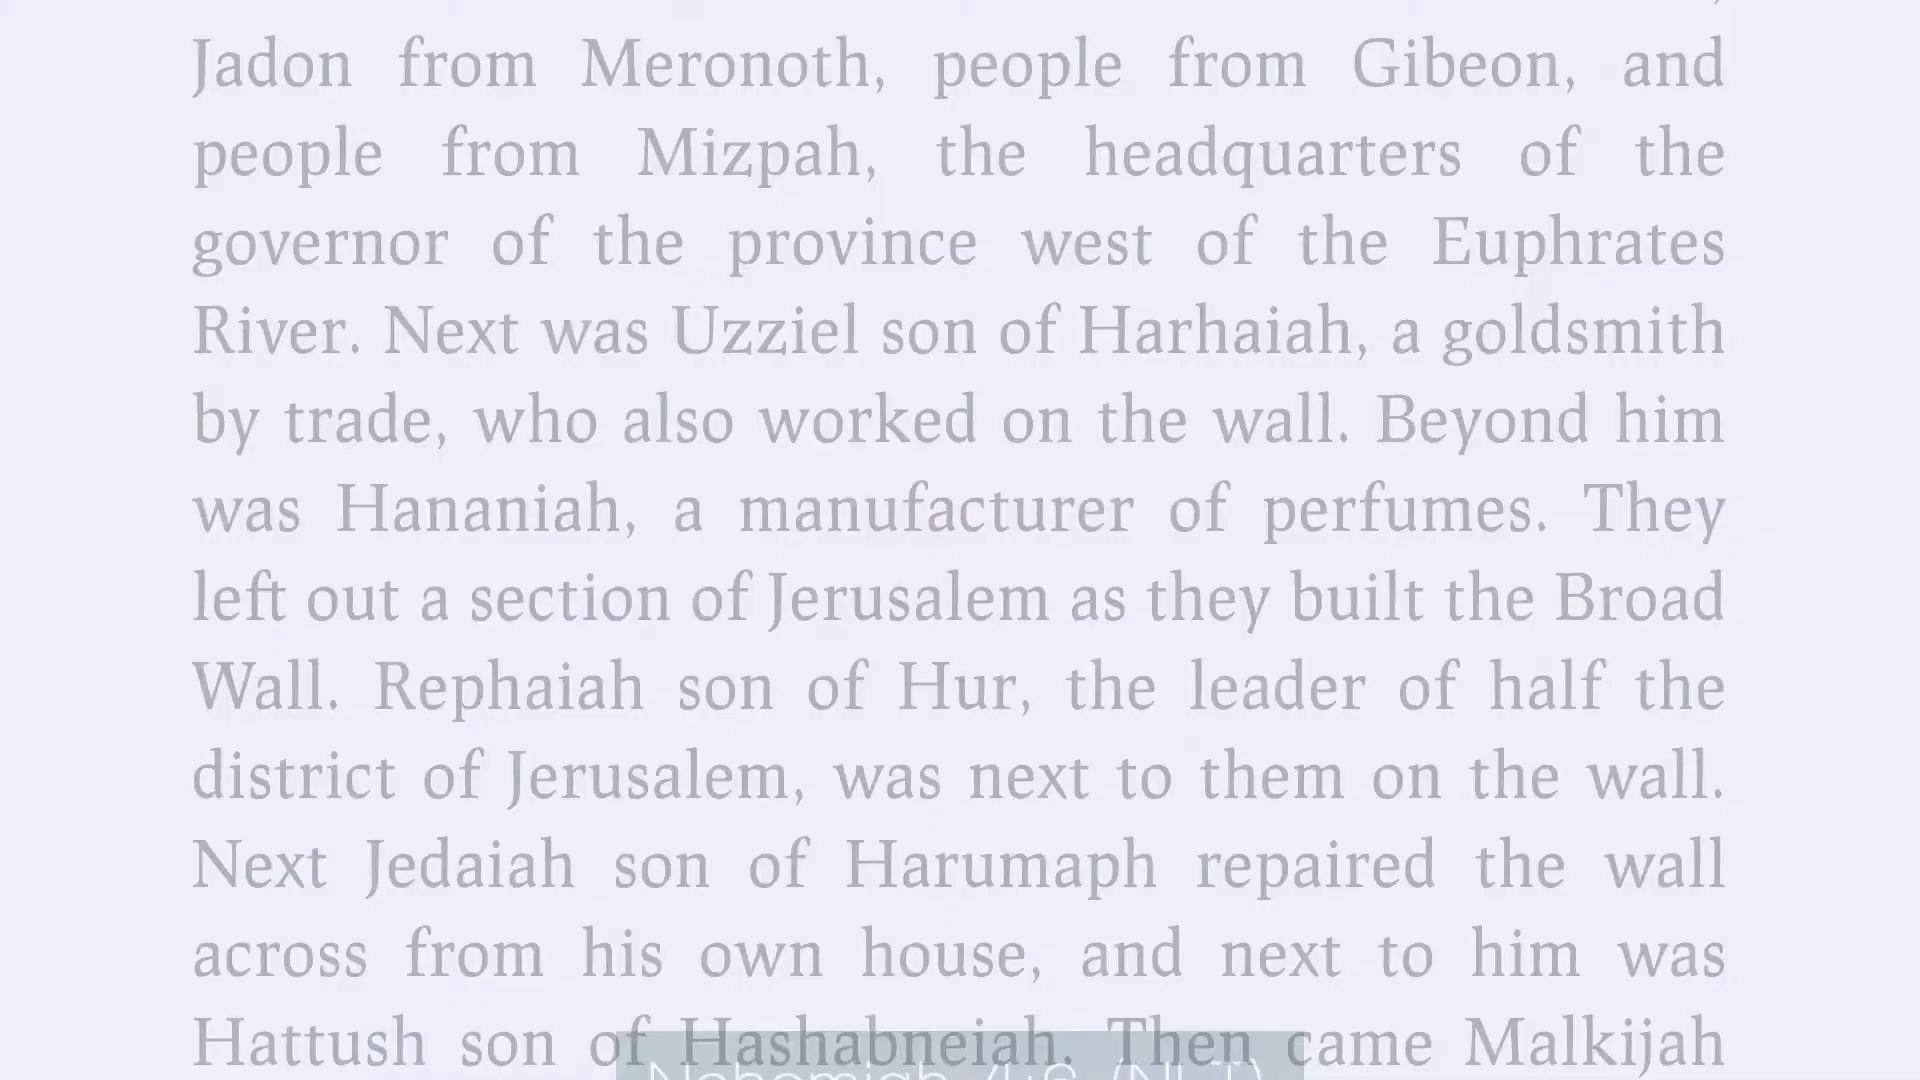 Jadon from Meronoth, people from Gibeon, and
people from Mizpah, the headquarters of the
governor of the province west of the Euphrates
River. Next was Uzziel son of Harhaiah, a goldsmith
by trade, who also worked on the wall. Beyond him
was Hananiah, a manufacturer of perfumes. They
left out a section of Jerusalem as they built the Broad
Wall. Rephaiah son of Hur, the leader of half the
district of Jerusalem, was next to them on the wall.
Next Jedaiah son of Harumaph repaired the wall
across from his own house, and next to him was
Hattush son of Hashabneiah. Then came Malkijah
Nehemiah (NLT)